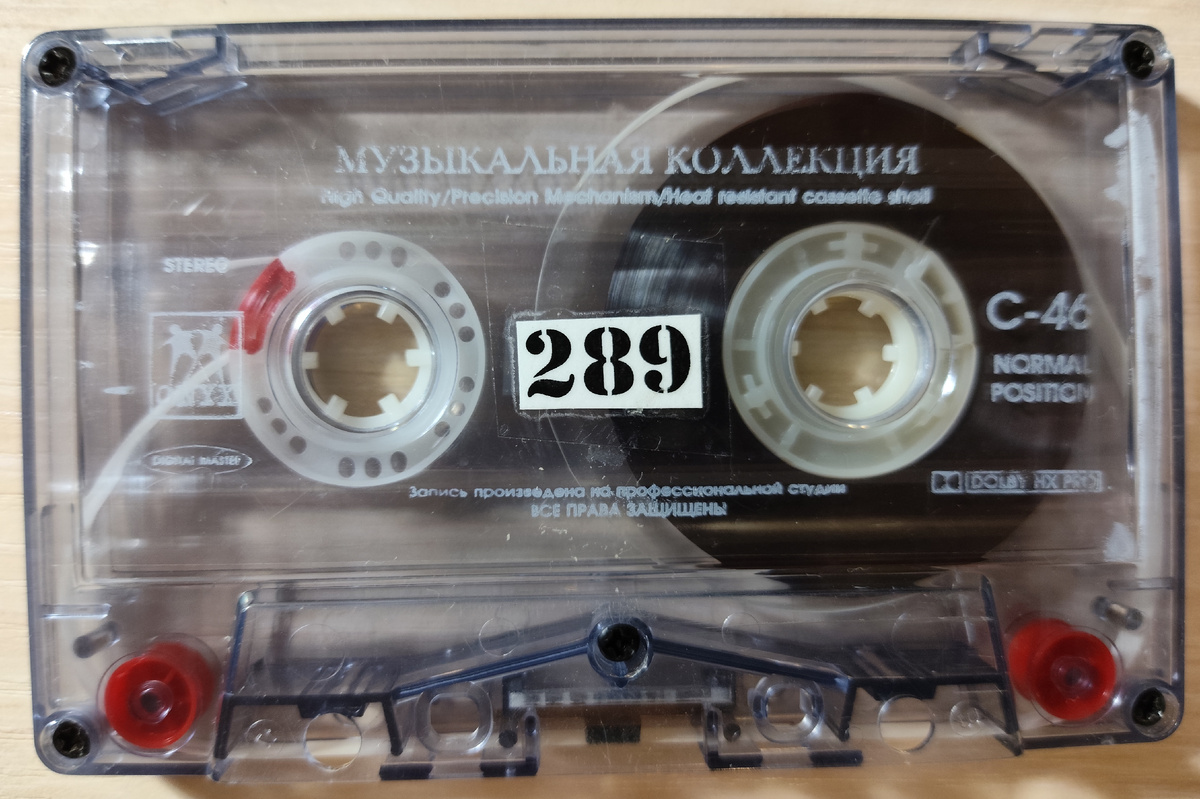 МУЗЫКАЛЬНАЯ КОЛЛЕКЦИЯ
High Quality/Precision Mechanism/Heat resistant cassette shell
STEREO
C-46
289
NORMAL
POSITION
ONYXX
DIGITAL MASTER
DOLBY HX PRO
Запись произведена на профессиональной студии
ВСЕ ПРАВА ЗАЩИЩЕНЫ